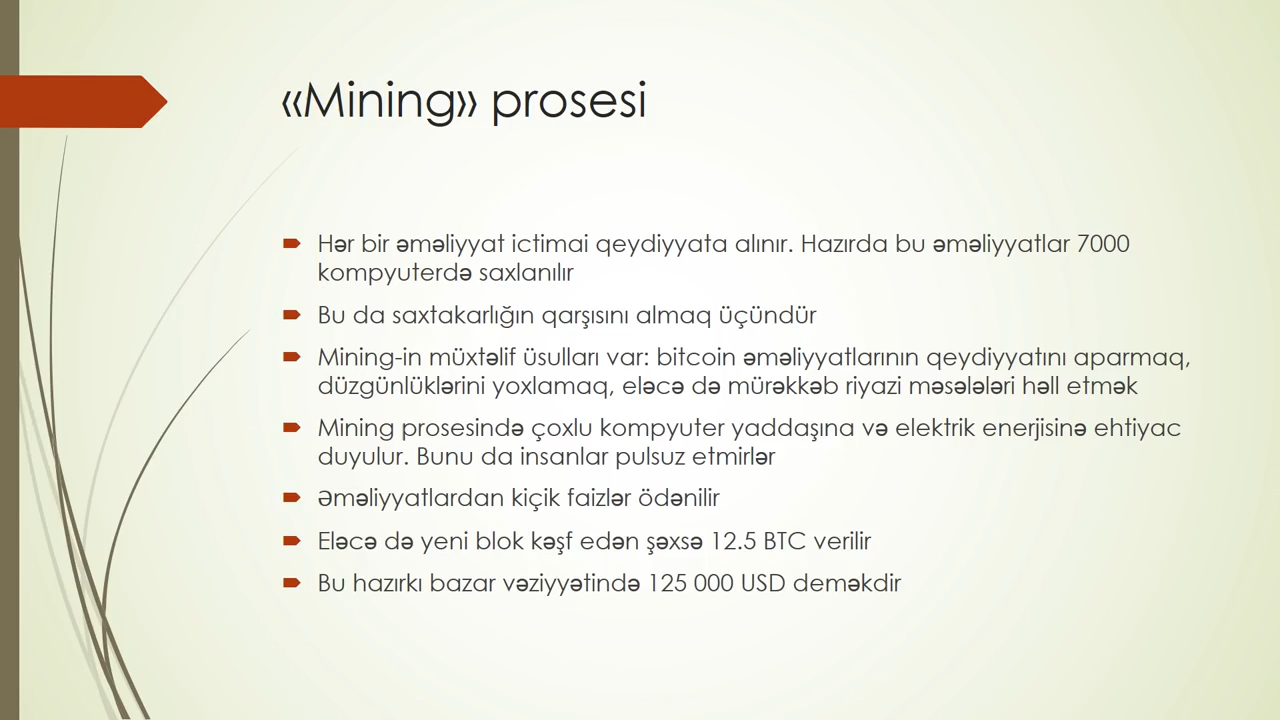 «Mining» prosesi
Hər bir əməliyyat ictimai qeydiyyata alınır. Hazırda bu əməliyyatlar 7000
kompyuterdə saxlanılır
Bu da saxtakarlığın qarşısını almaq üçündür
Mining-in müxtəlif üsulları var: bitcoin əməliyyatlarının qeydiyyatını aparmaq,
düzgünlüklərini yoxlamaq, eləcə də mürəkkəb riyazi məsələləri həll etmək
Mining prosesində çoxlu kompyuter yaddaşına və elektrik enerjisinə ehtiyac
duyulur. Bunu da insanlar pulsuz etmirlər
Əməliyyatlardan kiçik faizlər ödənilir
Eləcə də yeni blok kəşf edən şəxsə 12.5 BTC verilir
Bu hazırkı bazar vəziyyətində 125 000 USD deməkdir